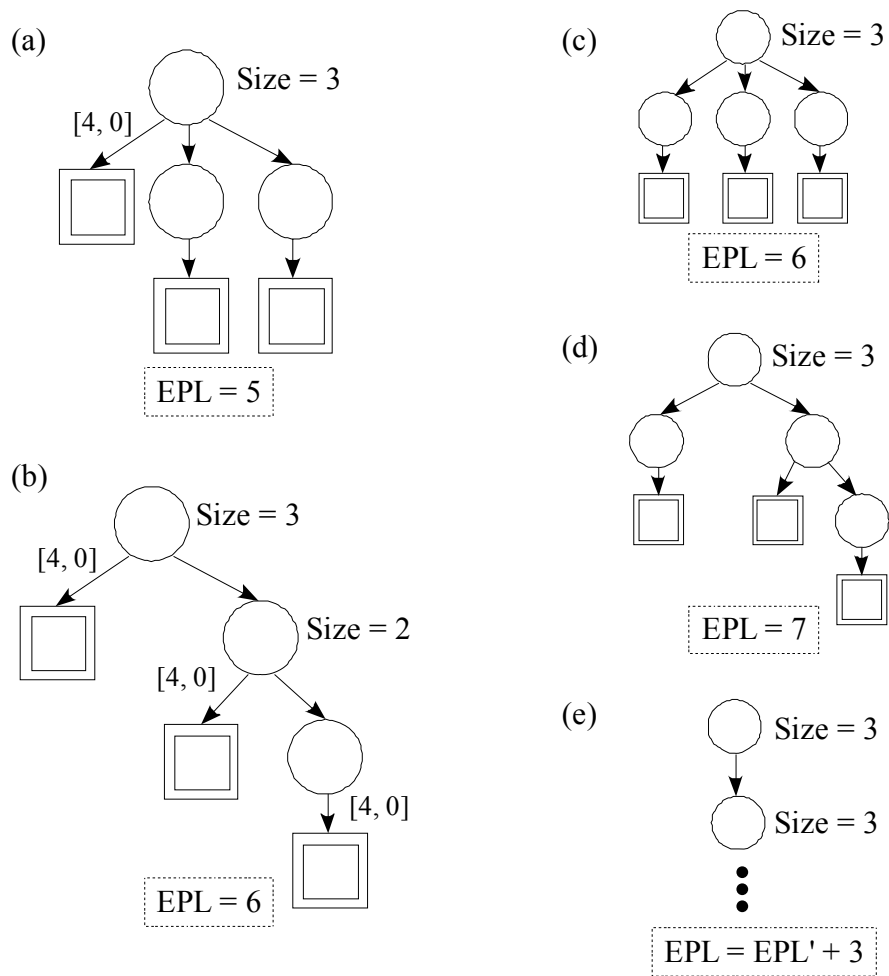 (a)
Size = 3
[4, 0]
EPL = 5
(b)
Size = 3
[4, 0]
Size = 2
[4, 0]
[4, 0]
EPL = 6
(c)
Size = 3
EPL = 6
(d)
Size = 3
EPL = 7
(e)
Size = 3
Size = 3
EPL = EPL' + 3